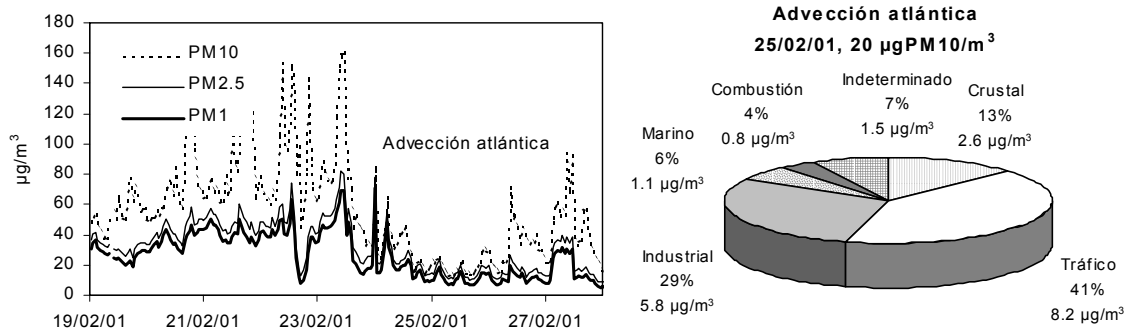 180
160
140
120
100
80
60
40
20
0
µg/m³
PM10
PM2.5
PM1
Advección atlántica
19/02/01 21/02/01 23/02/01 25/02/01 27/02/01
Advección atlántica
25/02/01, 20 µgPM10/m³
Indeterminado
7%
1.5 µg/m³
Combustión
4%
0.8 µg/m³
Crustal
13%
2.6 µg/m³
Marino
6%
1.1 µg/m³
Industrial
29%
5.8 µg/m³
Tráfico
41%
8.2 µg/m³